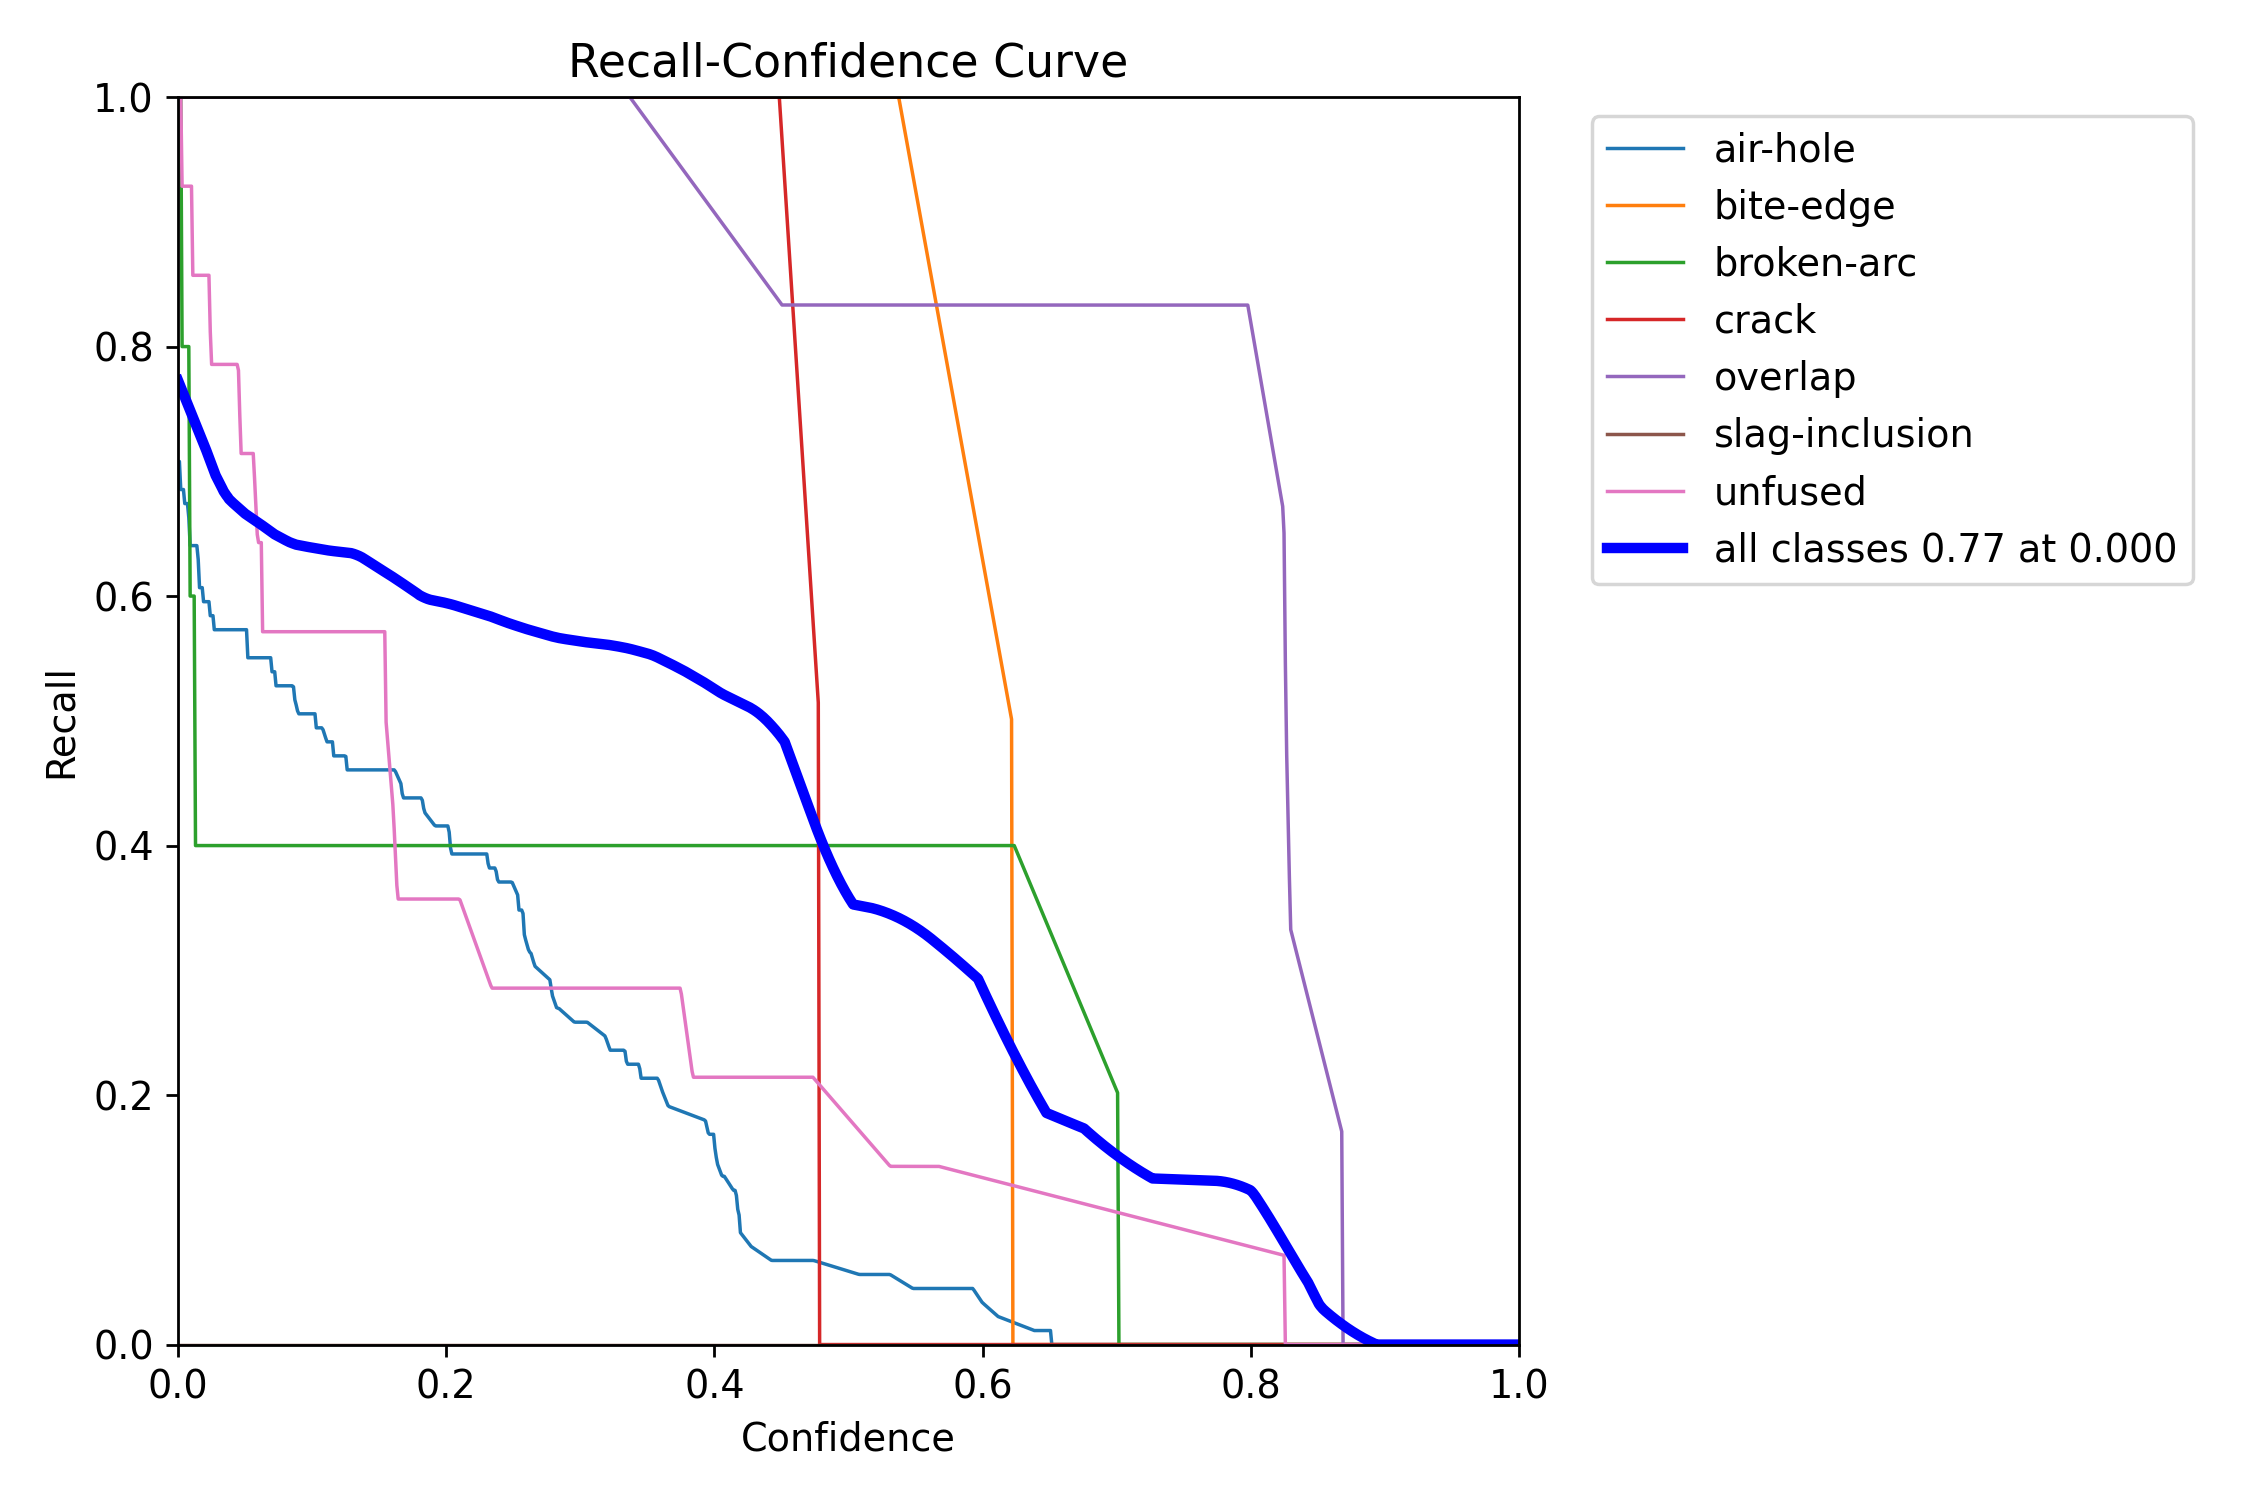 Recall-Confidence Curve
1.0
0.8
0.6
0.4
0.2
0.0
Recall
0.0 0.2 0.4 0.6 0.8 1.0
Confidence
air-hole
bite-edge
broken-arc
crack
overlap
slag-inclusion
unfused
all classes 0.77 at 0.000